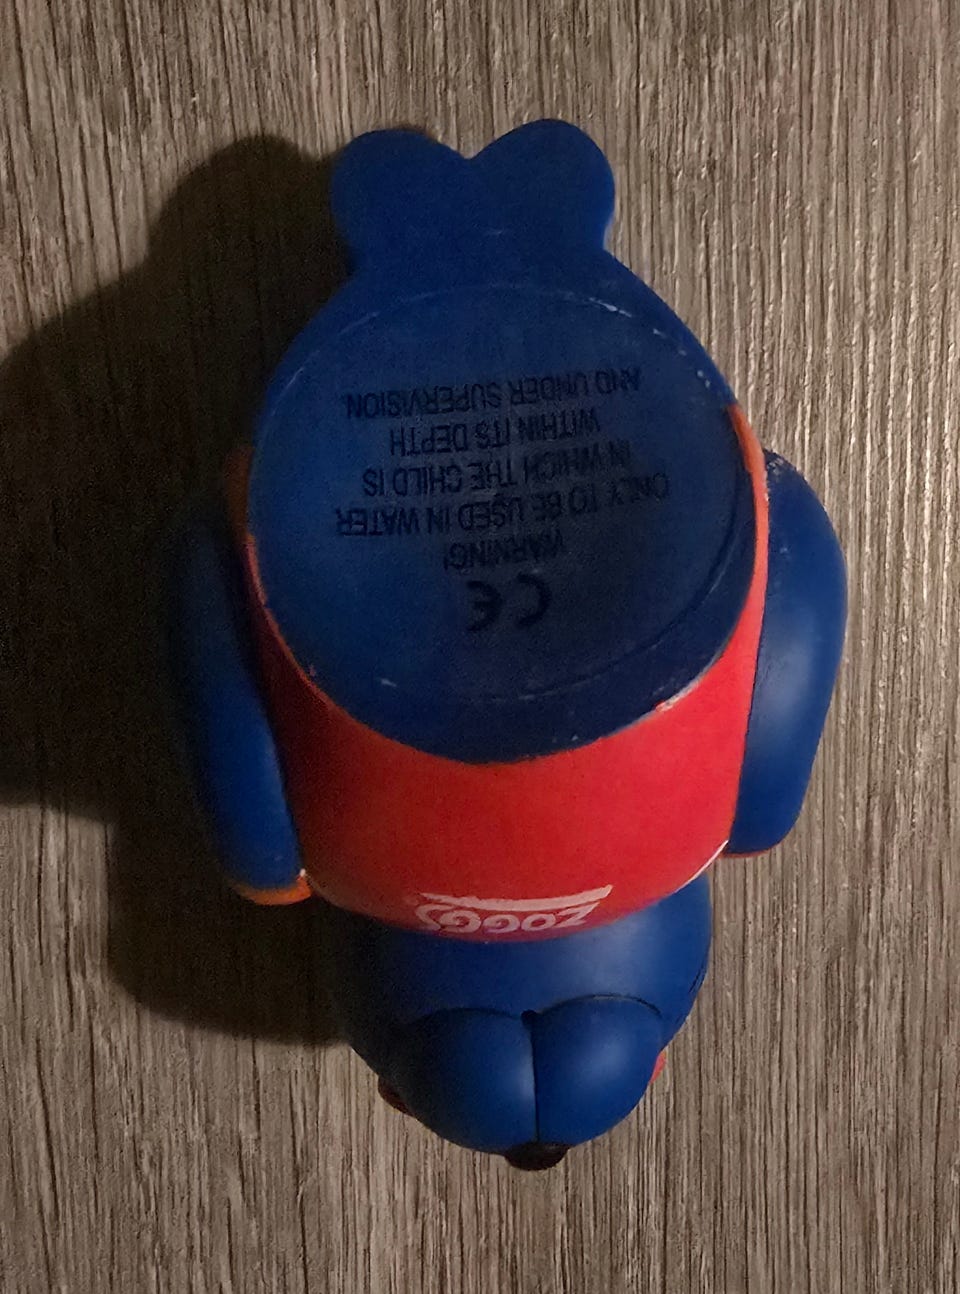 ZOGGS
CE
WARNING!
ONLY TO BE USED IN WATER
IN WHICH THE CHILD IS
WITHIN ITS DEPTH
AND UNDER SUPERVISION.